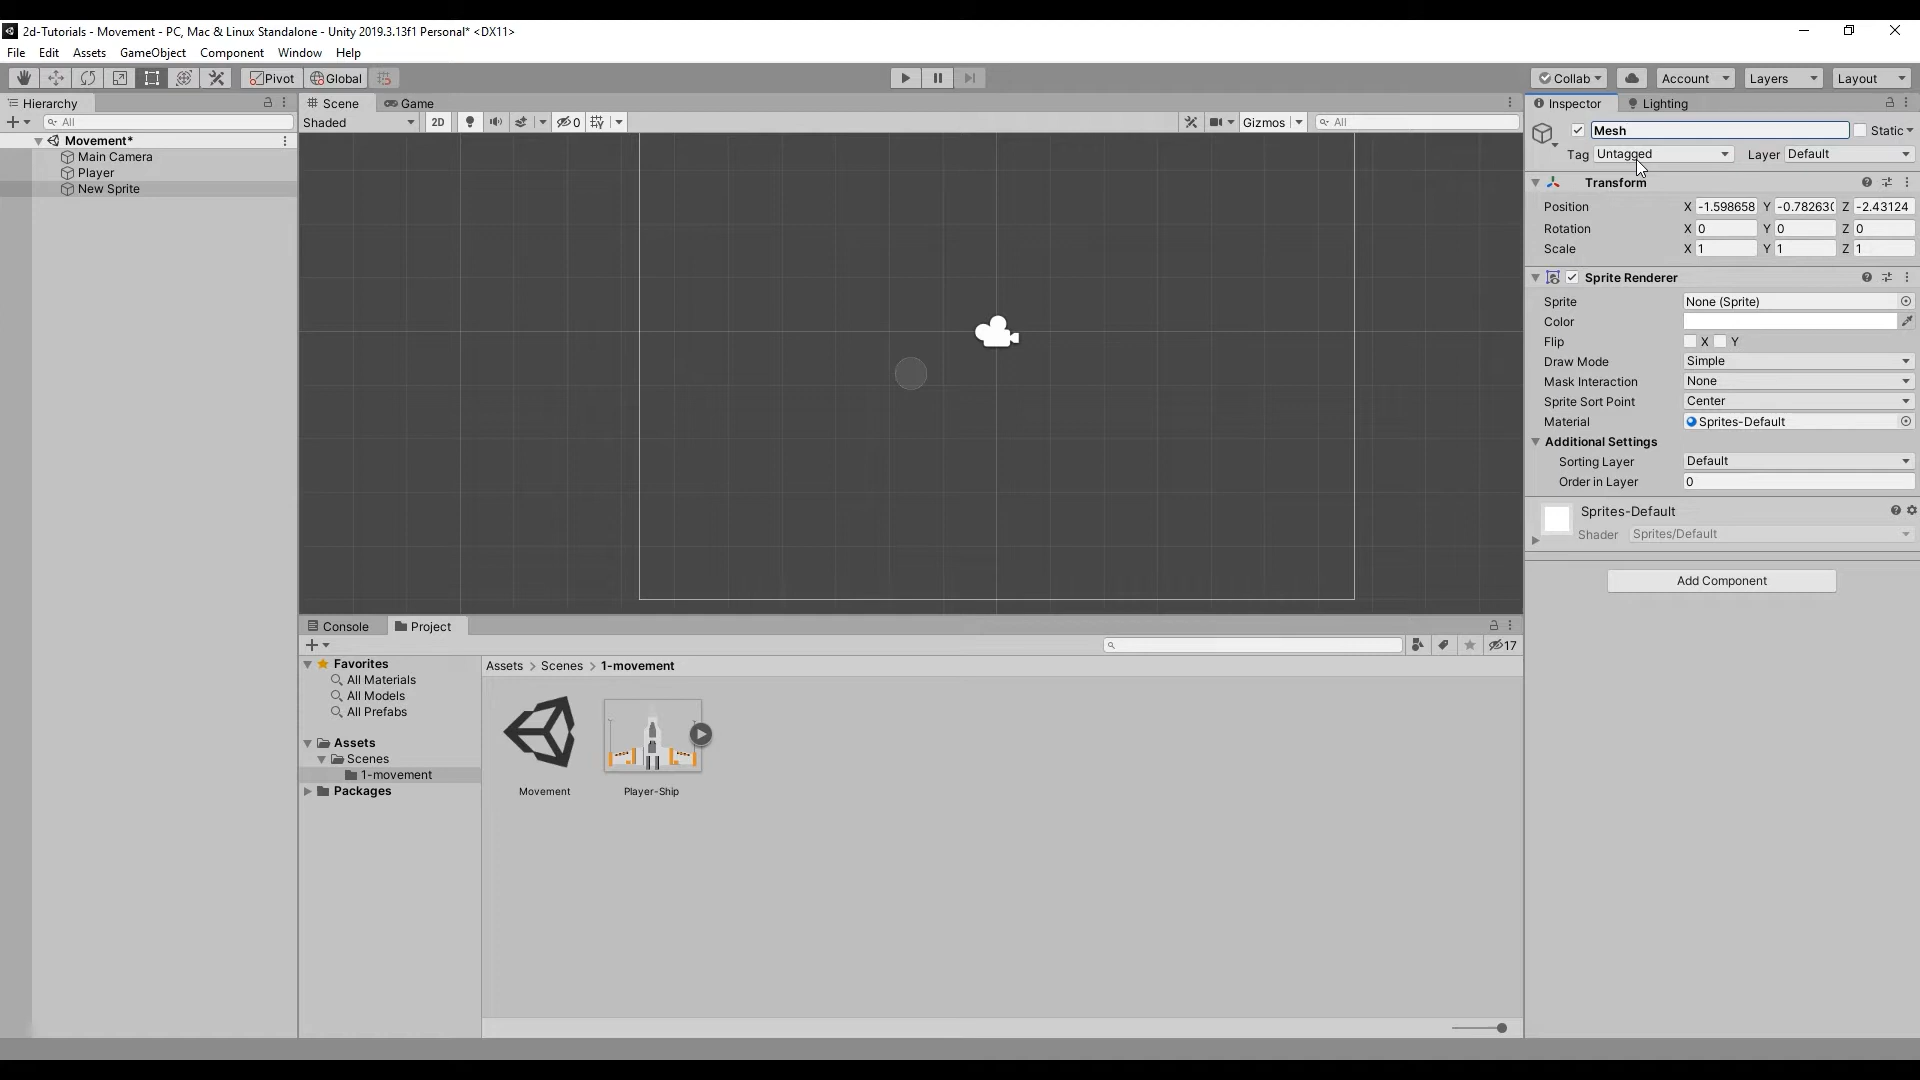 2d-Tutorials - Movement - PC, Mac & Linux Standalone - Unity 2019.3.13f1 Personal* <DX11>
File Edit Assets GameObject Component Window Help
Pivot Global Collab Account Layers Layout
Hierarchy
All
Movement*
Main Camera
Player
New Sprite
Scene Game
Shaded 2D 0 Gizmos All
Inspector Lighting
Mesh Static
Tag Untagged Layer Default
Transform
Position X -1.598658 Y -0.782630 Z -2.43124
Rotation X 0 Y 0 Z 0
Scale X 1 Y 1 Z 1
Sprite Renderer
Sprite None (Sprite)
Color
Flip X Y
Draw Mode Simple
Mask Interaction None
Sprite Sort Point Center
Material Sprites-Default
Additional Settings
Sorting Layer Default
Order in Layer 0
Sprites-Default
Shader Sprites/Default
Add Component
Console Project
17
Favorites
All Materials
All Models
All Prefabs
Assets
Scenes
1-movement
Packages
Assets > Scenes > 1-movement
Movement Player-Ship